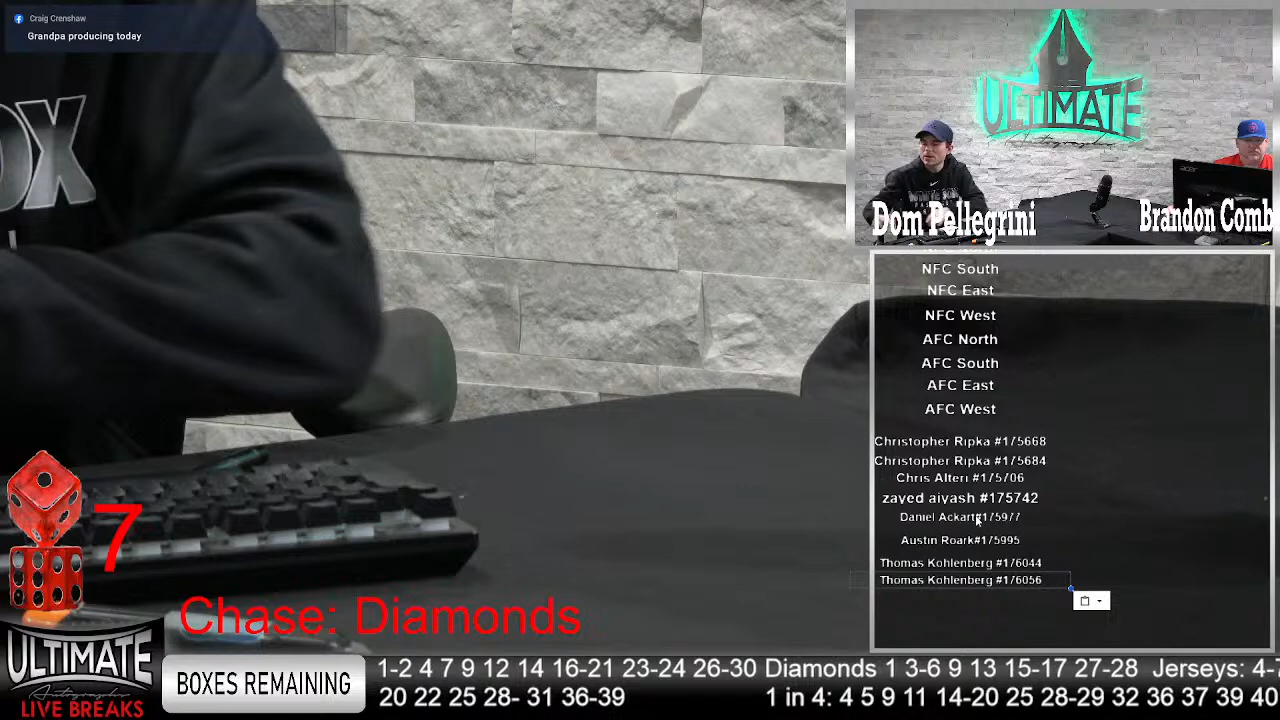 Craig Crenshaw
Grandpa producing today
OX
ULTIMATE
acer
Dom Pellegrini
Brandon Comb
NFC South
NFC East
NFC West
AFC North
AFC South
AFC East
AFC West
Christopher Ripka #175668
Christopher Ripka #175684
Chris Alteri #175706
zayed aiyash #175742
Daniel Ackart#175977
Austin Roark#175995
Thomas Kohlenberg #176044
Thomas Kohlenberg #176056
7
Chase: Diamonds
ULTIMATE
Autographs
LIVE BREAKS
BOXES REMAINING
1-2 4 7 9 12 14 16-21 23-24 26-30 Diamonds 1 3-6 9 13 15-17 27-28 Jerseys: 4-7
20 22 25 28- 31 36-39 1 in 4: 4 5 9 11 14-20 25 28-29 32 36 37 39 40